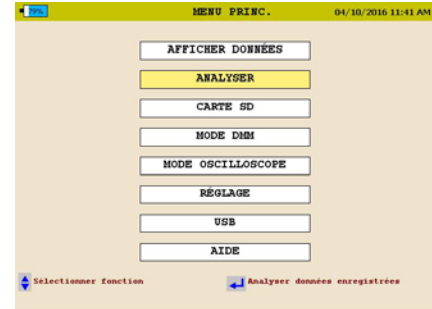 79% MENU PRINC. 04/10/2016 11:41 AM
AFFICHER DONNÉES
ANALYSER
CARTE SD
MODE DMM
MODE OSCILLOSCOPE
RÉGLAGE
USB
AIDE
Sélectionner fonction Analyser données enregistrées